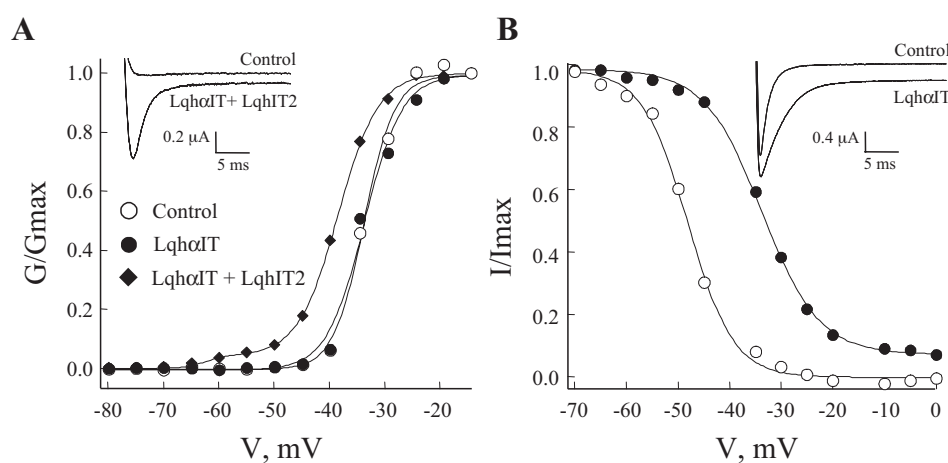 A
Control
LqhαIT+ LqhIT2
0.2 µA
5 ms
Control
LqhαIT
LqhαIT + LqhIT2
G/Gmax
1.0
0.8
0.6
0.4
0.2
0.0
-80 -70 -60 -50 -40 -30 -20
V, mV
B
Control
LqhαIT
0.4 µA
5 ms
I/Imax
1.0
0.8
0.6
0.4
0.2
0.0
-70 -60 -50 -40 -30 -20 -10 0
V, mV